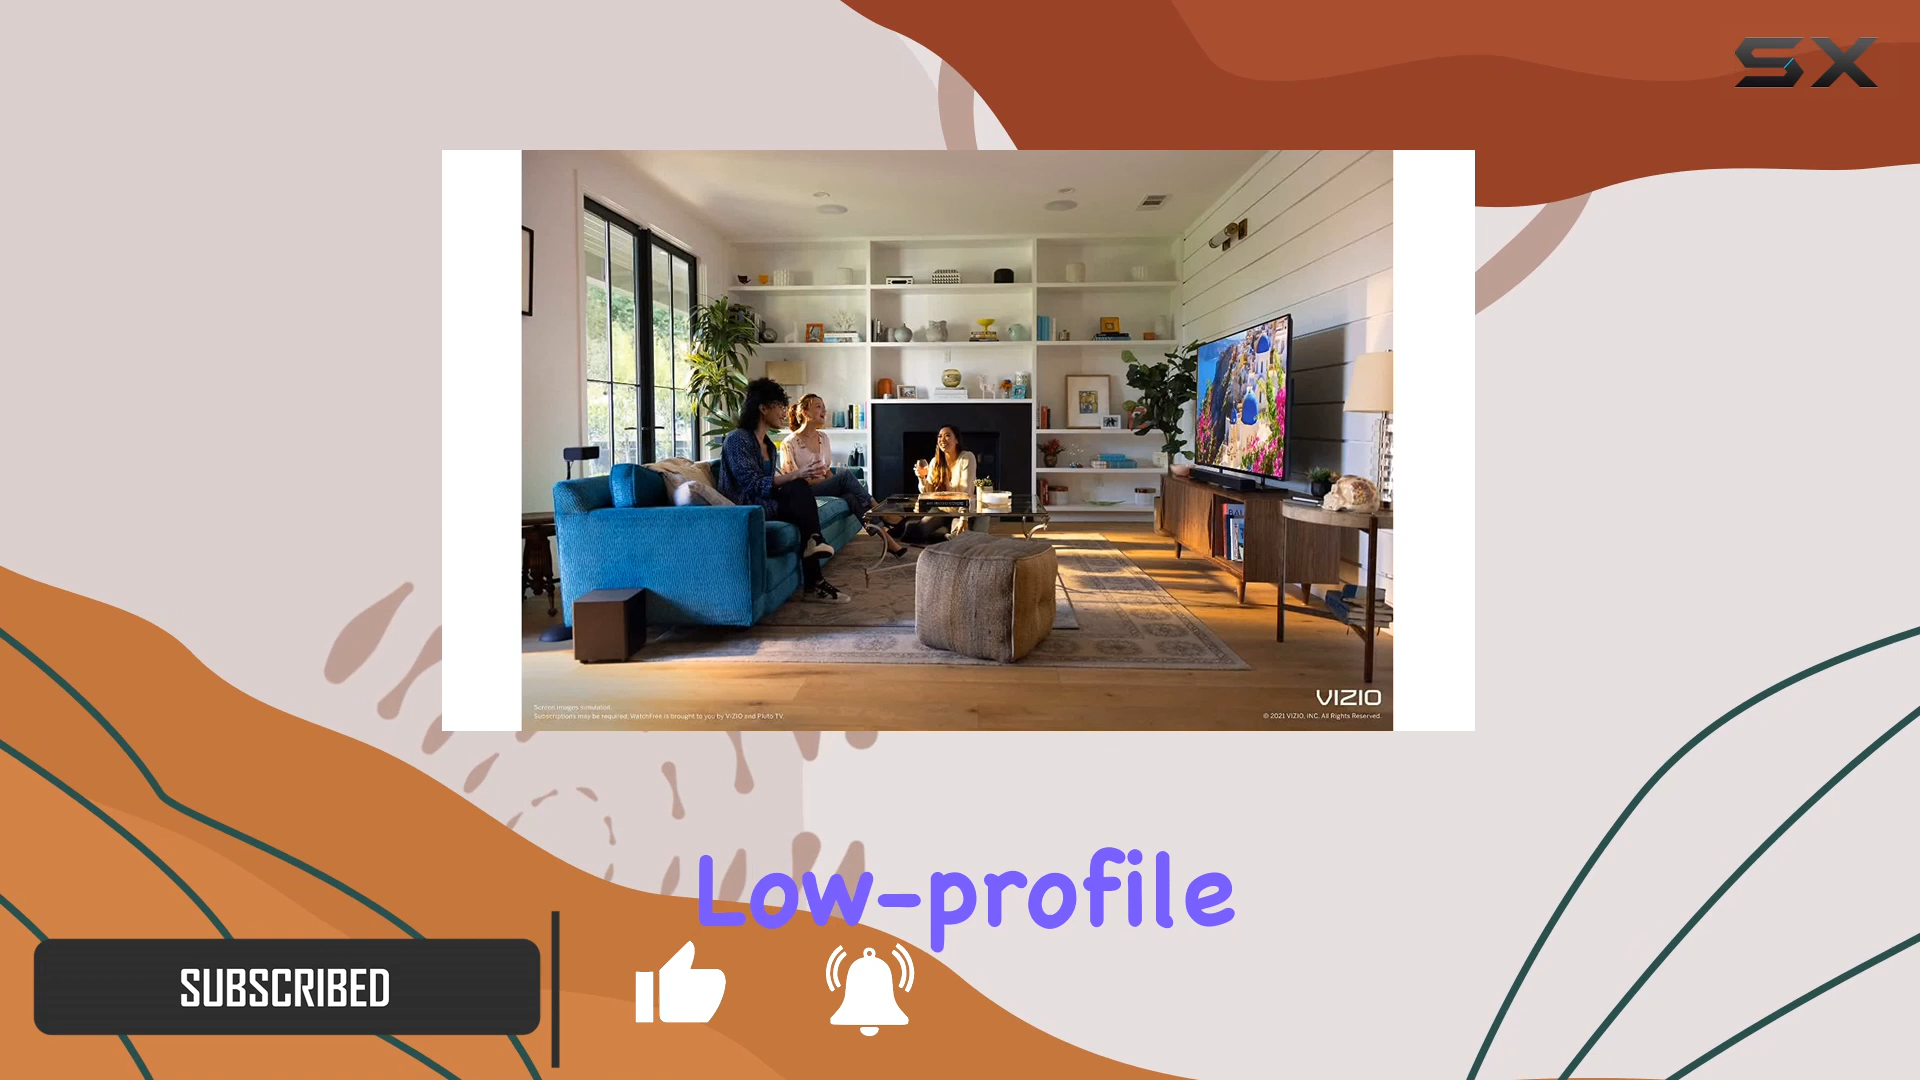 SX
VIZIO
Screen images simulated.
Subscriptions may be required. WatchFree is brought to you by VIZIO and Pluto TV.
© 2021 VIZIO, INC. All Rights Reserved.
Low-profile
SUBSCRIBED